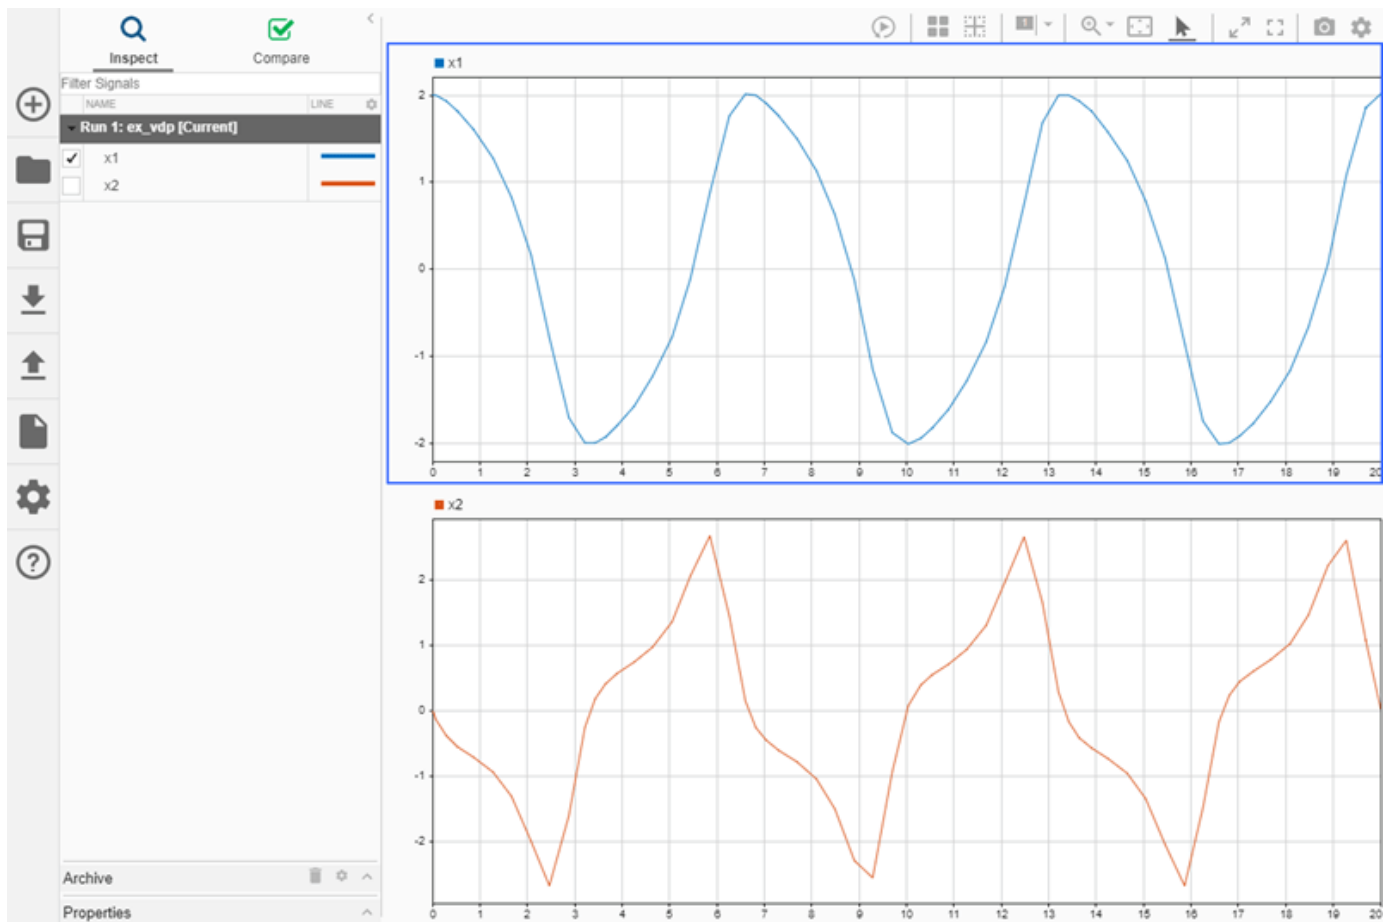 Inspect
Compare
Filter Signals
NAME
LINE
Run 1: ex_vdp [Current]
x1
x2
Archive
Properties
1
x1
2
1
0
-1
-2
0 1 2 3 4 5 6 7 8 9 10 11 12 13 14 15 16 17 18 19 20
x2
2
1
0
-1
-2
0 1 2 3 4 5 6 7 8 9 10 11 12 13 14 15 16 17 18 19 20